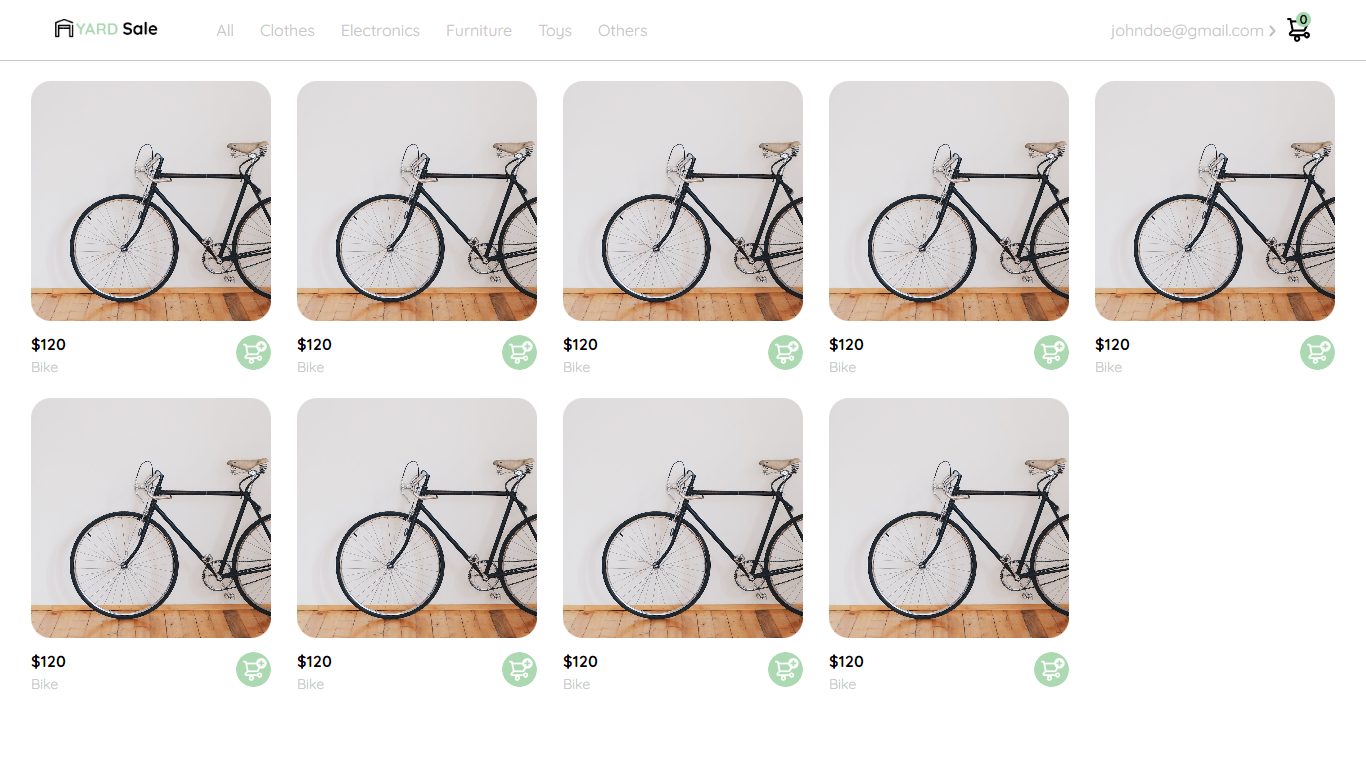 YARD Sale All Clothes Electronics Furniture Toys Others johndoe@gmail.com 0
$120 $120 $120 $120 $120
Bike Bike Bike Bike Bike
$120 $120 $120 $120
Bike Bike Bike Bike